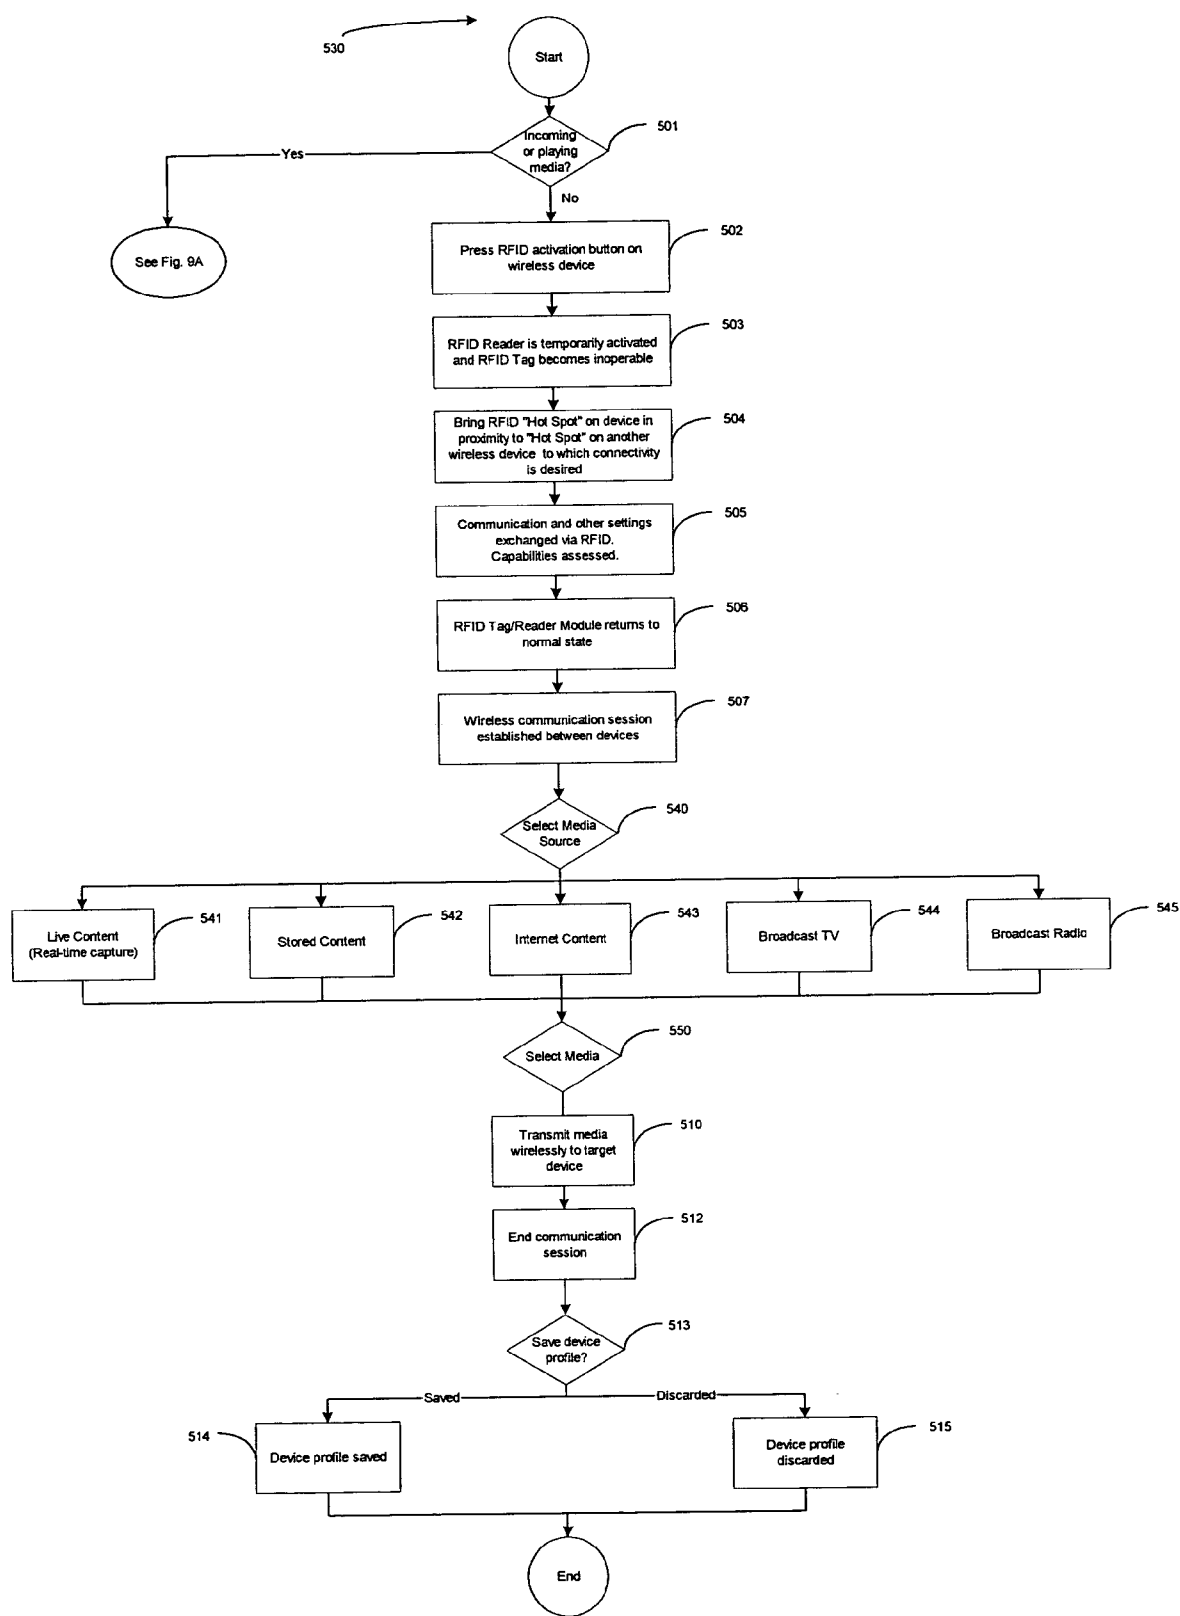 530
Start
501
Incoming
or playing
media?
Yes
No
See Fig. 9A
502
Press RFID activation button on
wireless device
503
RFID Reader is temporarily activated
and RFID Tag becomes inoperable
504
Bring RFID "Hot Spot" on device in
proximity to "Hot Spot" on another
wireless device to which connectivity
is desired
505
Communication and other settings
exchanged via RFID.
Capabilities assessed.
506
RFID Tag/Reader Module returns to
normal state
507
Wireless communication session
established between devices
540
Select Media
Source
541
Live Content
(Real-time capture)
542
Stored Content
543
Internet Content
544
Broadcast TV
545
Broadcast Radio
550
Select Media
510
Transmit media
wirelessly to target
device
512
End communication
session
513
Save device
profile?
Saved
Discarded
514
Device profile saved
515
Device profile
discarded
End